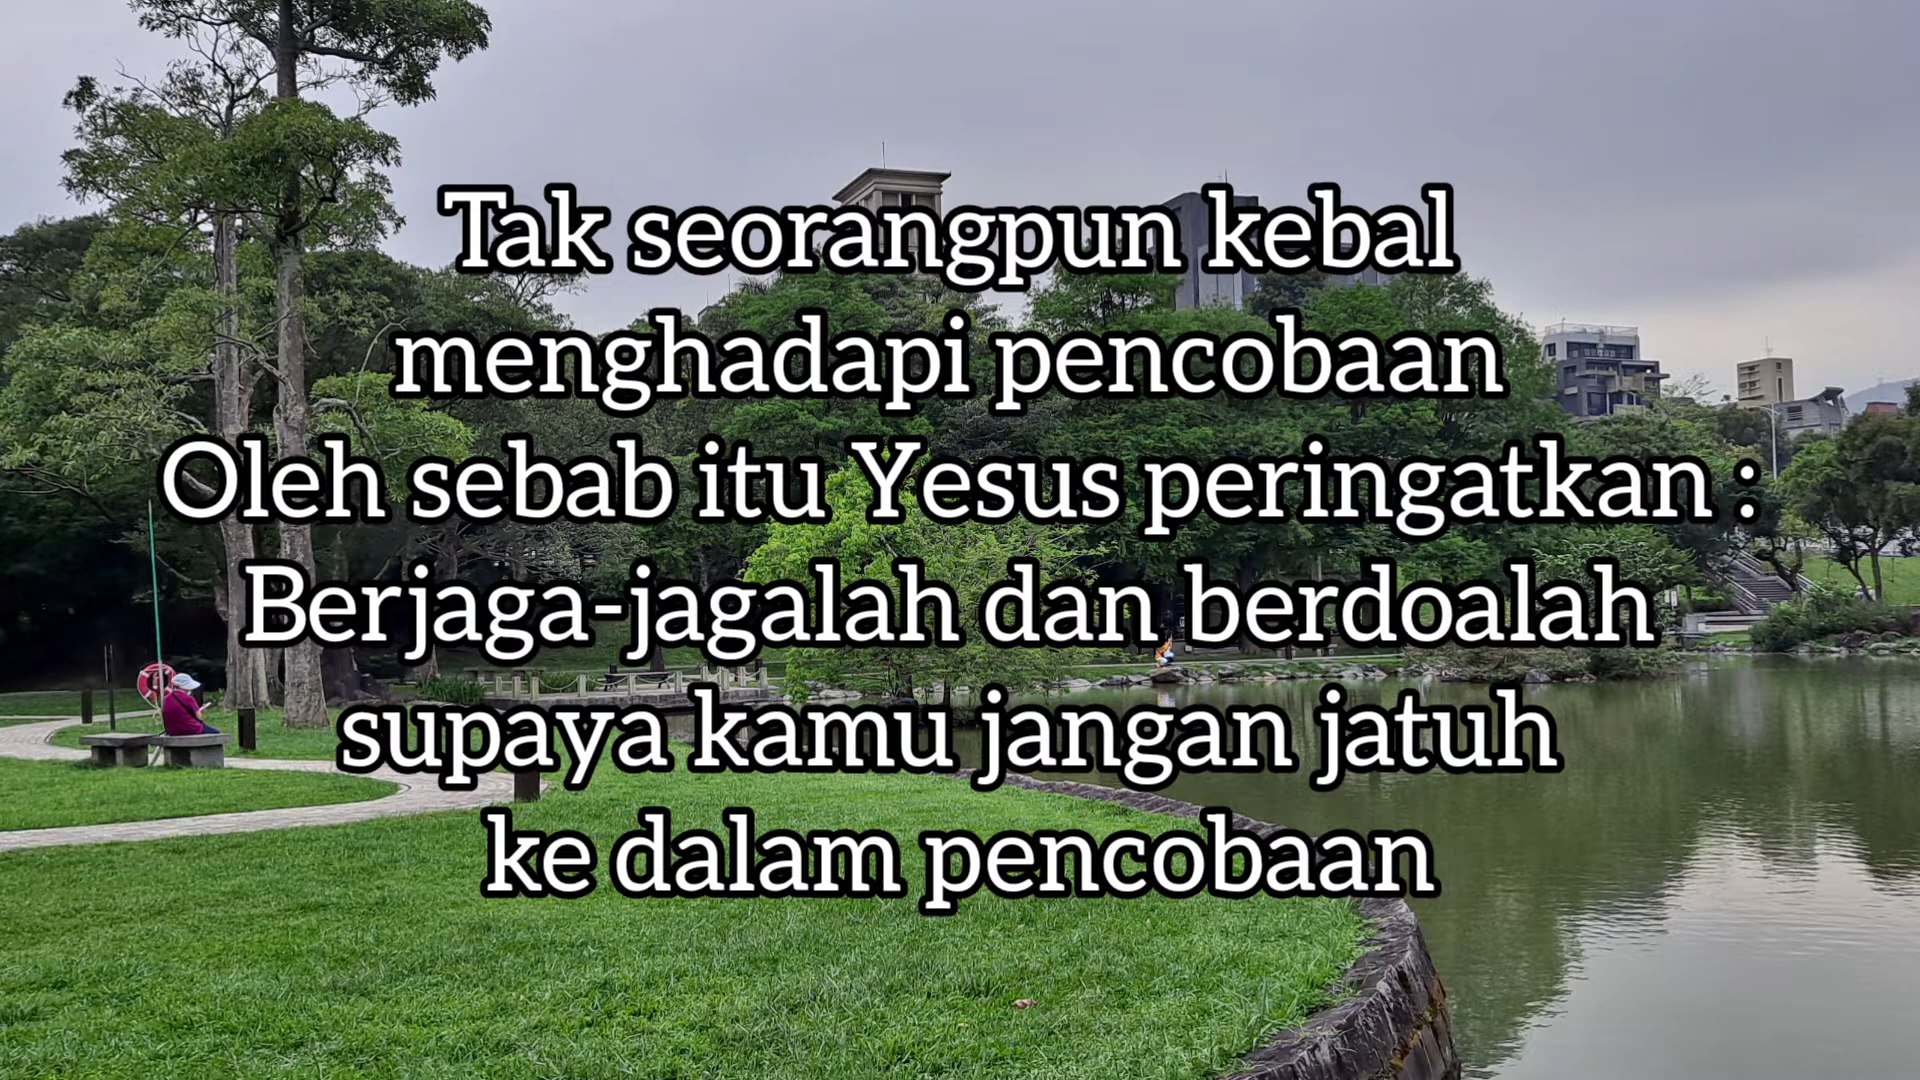 Tak seorangpun kebal
menghadapi pencobaan
Oleh sebab itu Yesus peringatkan :
Berjaga-jagalah dan berdoalah
supaya kamu jangan jatuh
ke dalam pencobaan